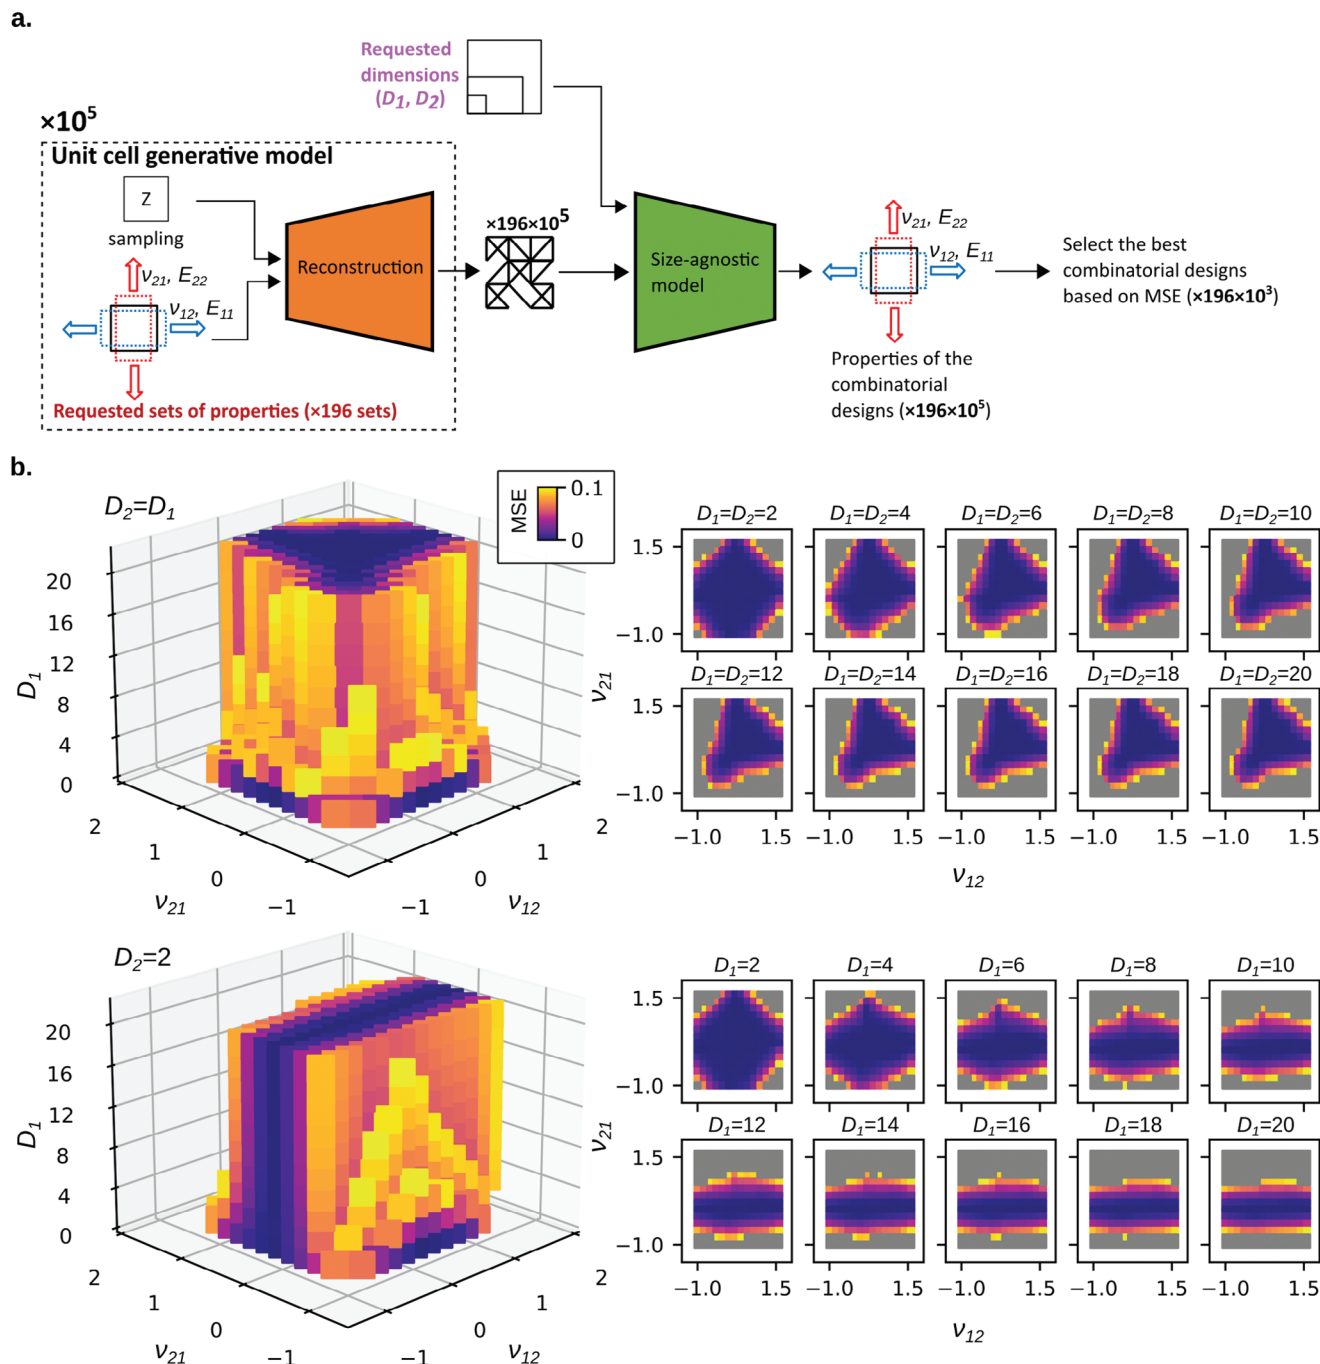 a.
Requested
dimensions
(D1, D2)
×10⁵
Unit cell generative model
Z
sampling
ν21, E22
ν12, E11
Requested sets of properties (×196 sets)
Reconstruction
×196×10⁵
Size-agnostic
model
ν21, E22
ν12, E11
Properties of the
combinatorial
designs (×196×10⁵)
Select the best
combinatorial designs
based on MSE (×196×10³)
b.
D2=D1
MSE
0.1
0
D1
20
16
12
8
4
0
2
1
0
−1
ν21
−1
0
1
2
ν12
D1=D2=2 D1=D2=4 D1=D2=6 D1=D2=8 D1=D2=10
1.5
−1.0
ν21
D1=D2=12 D1=D2=14 D1=D2=16 D1=D2=18 D1=D2=20
1.5
−1.0
−1.0 1.5 −1.0 1.5 −1.0 1.5 −1.0 1.5 −1.0 1.5
ν12
D2=2
D1
20
16
12
8
4
0
2
1
0
−1
ν21
−1
0
1
2
ν12
D1=2 D1=4 D1=6 D1=8 D1=10
1.5
−1.0
ν21
D1=12 D1=14 D1=16 D1=18 D1=20
1.5
−1.0
−1.0 1.5 −1.0 1.5 −1.0 1.5 −1.0 1.5 −1.0 1.5
ν12